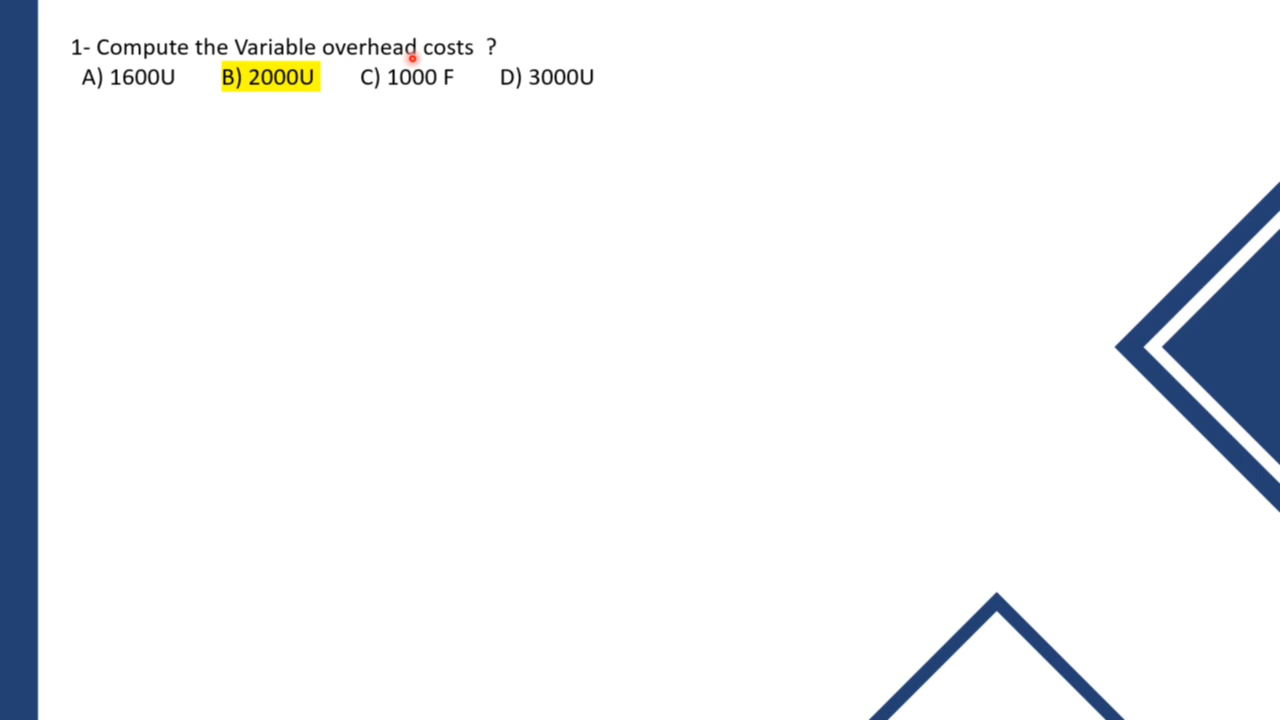 1- Compute the Variable overhead costs ?
A) 1600U B) 2000U C) 1000 F D) 3000U